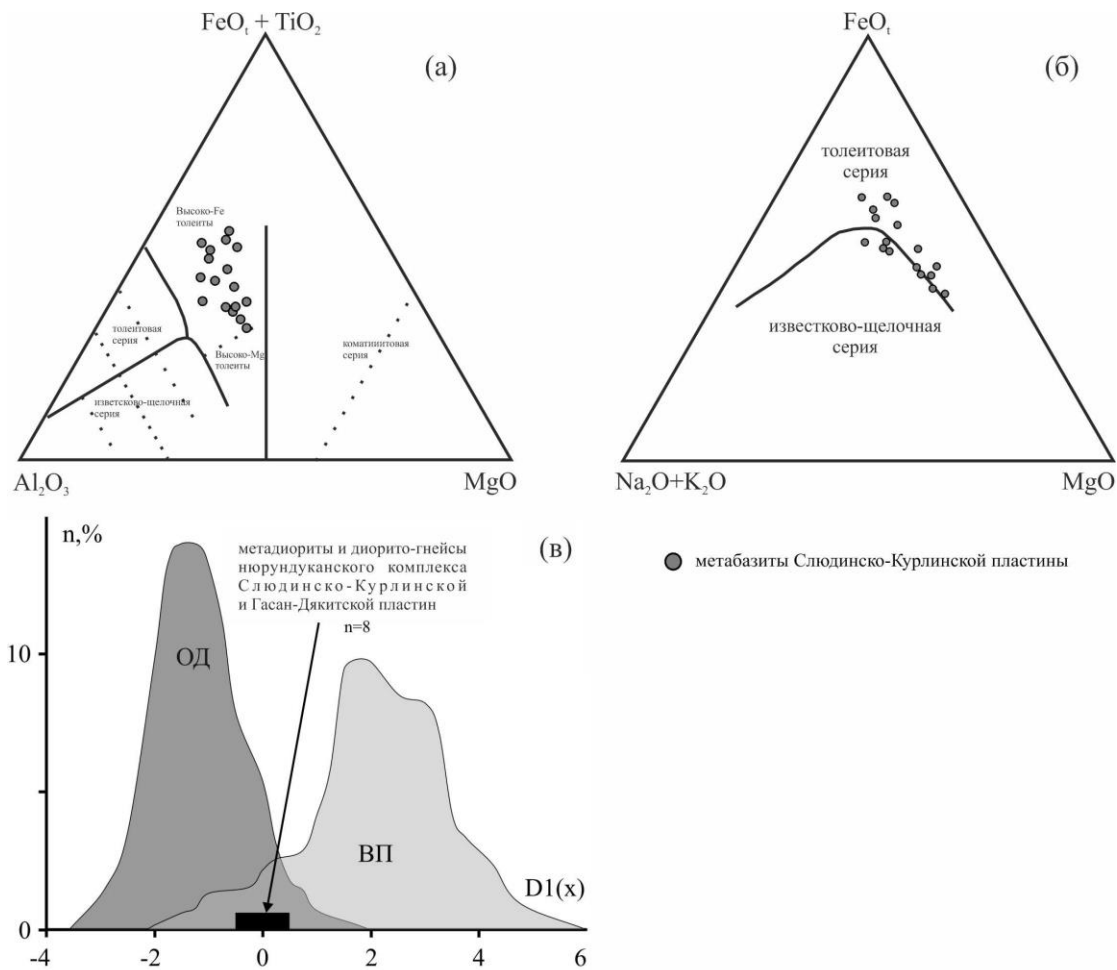 FeOₜ + TiO₂
(а)
Высоко-Fe
толеиты
толеитовая
серия
Высоко-Mg
толеиты
коматиитовая
серия
изветсково-щелочная
серия
Al₂O₃
MgO
FeOₜ
(б)
толеитовая
серия
известково-щелочная
серия
Na₂O+K₂O
MgO
n,%
(в)
метадиориты и диорито-гнейсы
нюрундуканского комплекса
Слюдинско-Курлинской
и Гасан-Дякитской пластин
n=8
метабазиты Слюдинско-Курлинской пластины
10
ОД
ВП
D1(x)
0
-4
-2
0
2
4
6